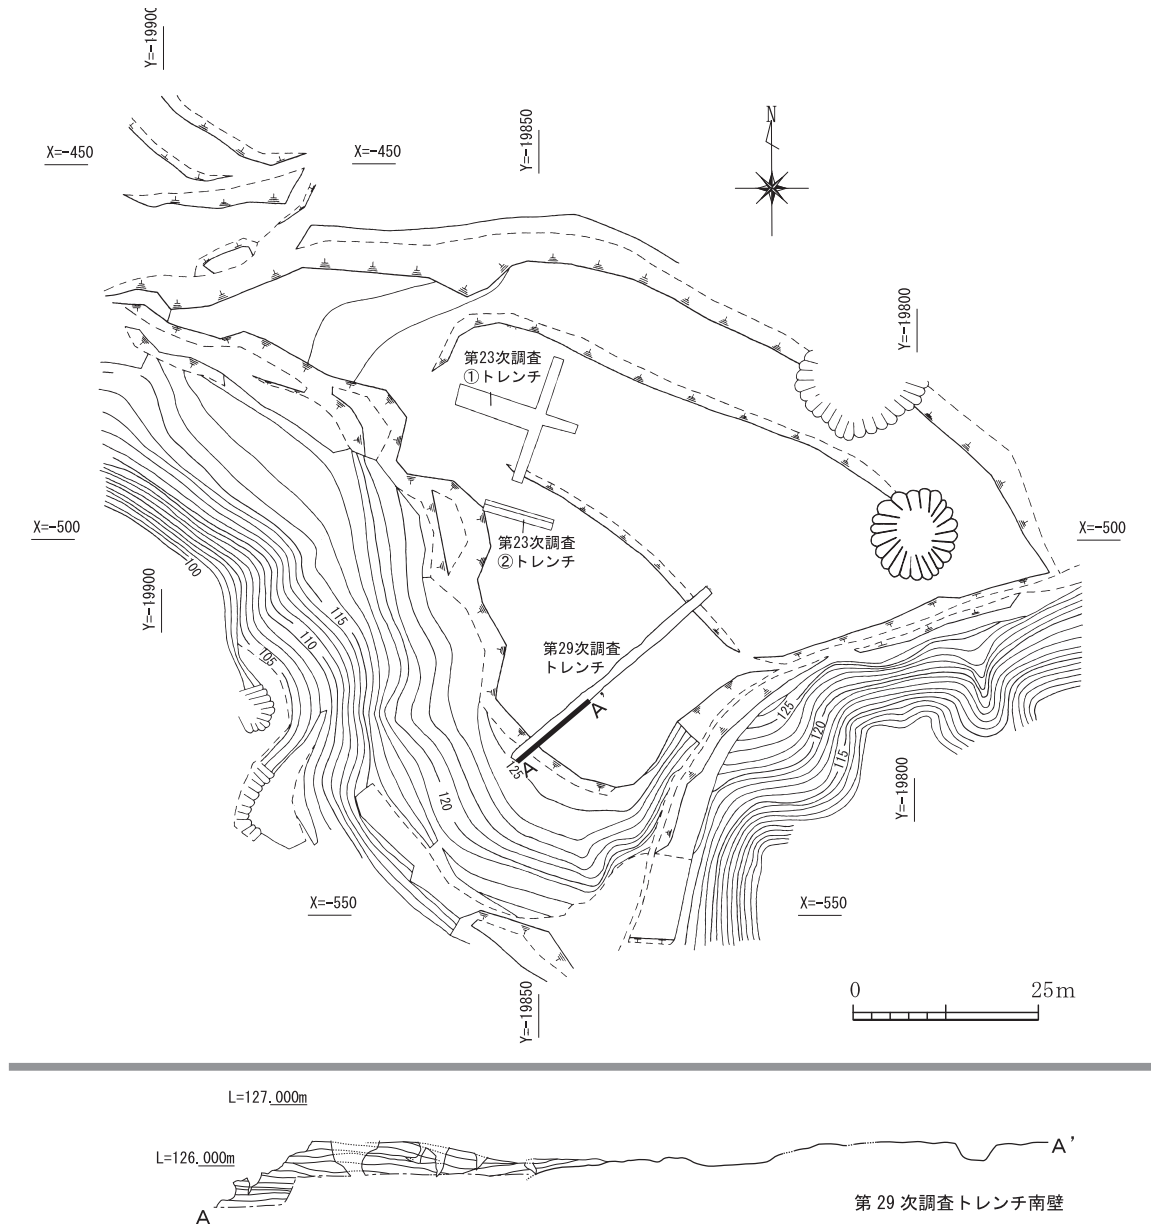 Y=-19900
N
Y=-19850
X=-450
X=-450
Y=-19800
第23次調査
①トレンチ
X=-500
X=-500
第23次調査
②トレンチ
100
Y=-19900
115
110
105
第29次調査
トレンチ
A'
125
120
115
125
A
120
Y=-19800
X=-550
X=-550
Y=-19850
0 25m
L=127.000m
L=126.000m
A'
A
第29次調査トレンチ南壁